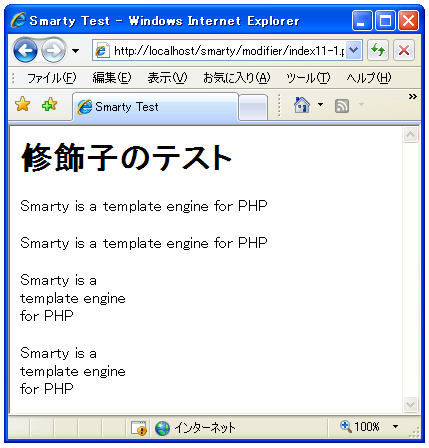 Smarty Test - Windows Internet Explorer
http://localhost/smarty/modifier/index11-1.p
ファイル(F) 編集(E) 表示(V) お気に入り(A) ツール(T) ヘルプ(H)
Smarty Test
修飾子のテスト
Smarty is a template engine for PHP
Smarty is a template engine for PHP
Smarty is a
template engine
for PHP
Smarty is a
template engine
for PHP
インターネット 100%